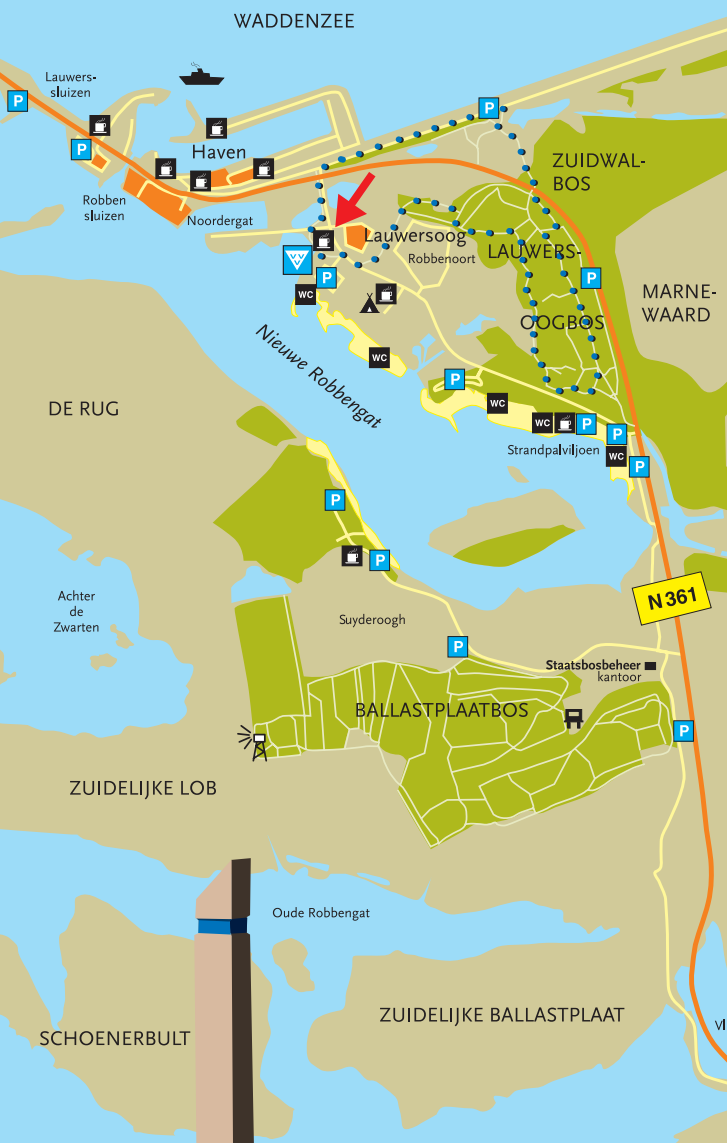 WADDENZEE
Lauwers-
sluizen
P
P
P
Haven
ZUIDWAL-
BOS
Robben
sluizen
Noordergat
Lauwersoog
LAUWERS-
Robbenoort
P
P
MARNE-
WAARD
WC
OOGBOS
Nieuwe Robbengat
WC
P
DE RUG
WC
WC
P
P
Strandpalviljoen
WC
P
P
P
Achter
de
Zwarten
N 361
Suyderoogh
P
Staatsbosbeheer
kantoor
BALLASTPLAATBOS
P
ZUIDELIJKE LOB
Oude Robbengat
ZUIDELIJKE BALLASTPLAAT
Vl
SCHOENERBULT